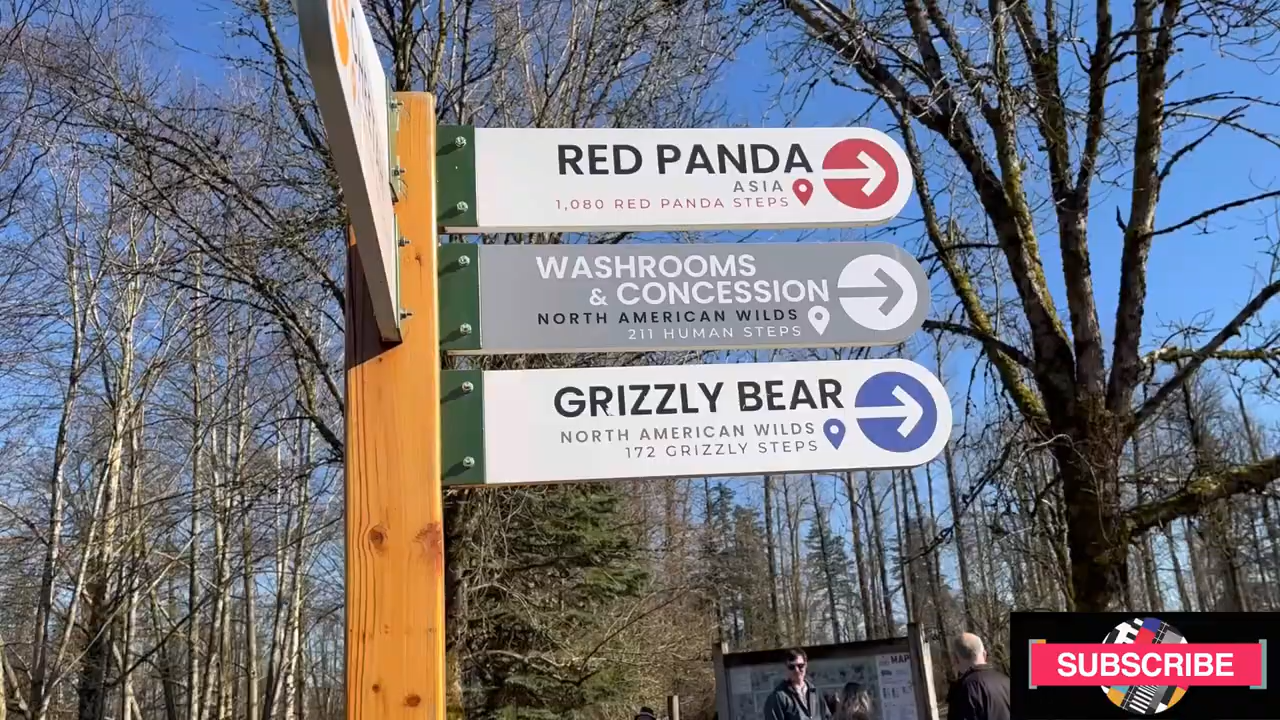 RED PANDA
ASIA
1,080 RED PANDA STEPS
WASHROOMS
& CONCESSION
NORTH AMERICAN WILDS
211 HUMAN STEPS
GRIZZLY BEAR
NORTH AMERICAN WILDS
172 GRIZZLY STEPS
MAP
SUBSCRIBE